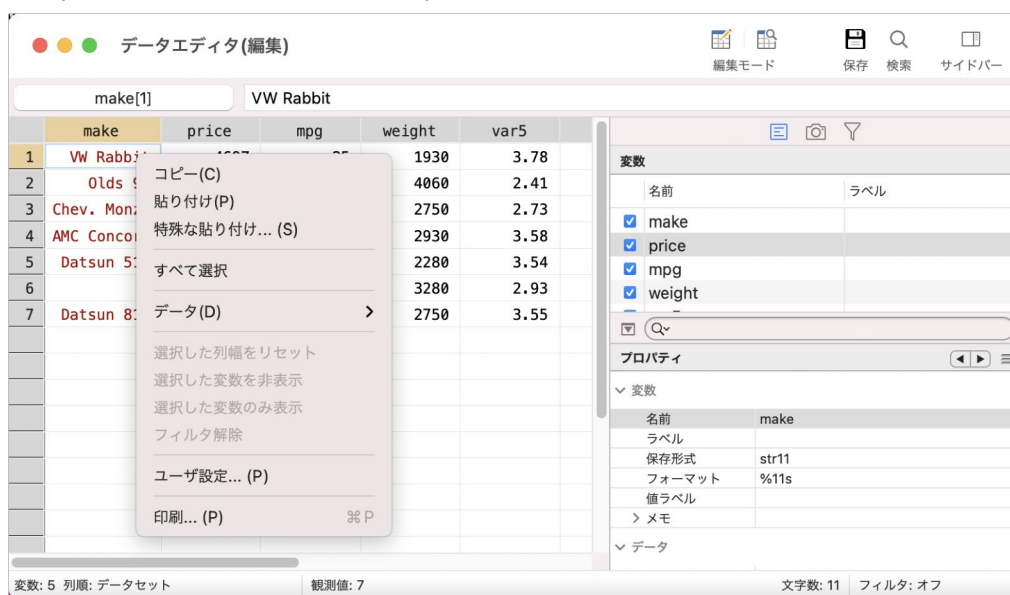 データエディタ(編集)
編集モード 保存 検索 サイドバー
make[1] VW Rabbit
make price mpg weight var5
1 VW Rabbit 1930 3.78
2 Olds 4060 2.41
3 Chev. 2750 2.73
4 AMC 2930 3.58
5 Datsun 2280 3.54
6 3280 2.93
7 Datsun 2750 3.55
コピー(C)
貼り付け(P)
特殊な貼り付け... (S)
すべて選択
データ(D)
選択した列幅をリセット
選択した変数を非表示
選択した変数のみ表示
フィルタ解除
ユーザ設定... (P)
印刷... (P) ⌘P
変数
名前 ラベル
make
price
mpg
weight
プロパティ
変数
名前 make
ラベル
保存形式 str11
フォーマット %11s
値ラベル
メモ
データ
変数: 5 列順: データセット 観測値: 7 文字数: 11 フィルタ: オフ